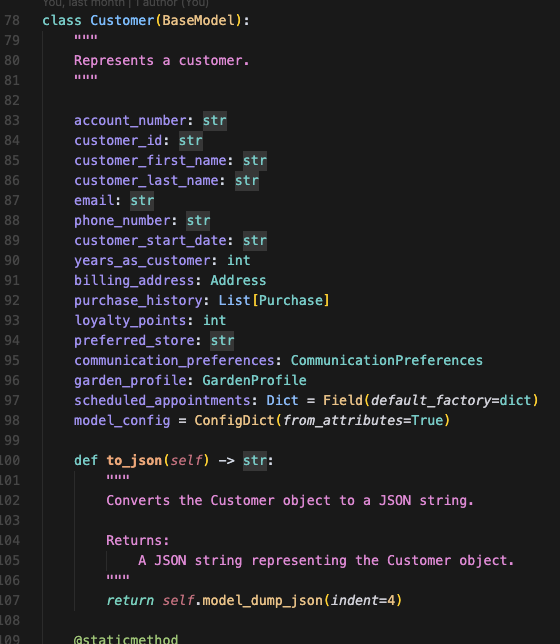 You, last month | 1 author (You)
78 class Customer(BaseModel):
79     """
80     Represents a customer.
81     """
82
83     account_number: str
84     customer_id: str
85     customer_first_name: str
86     customer_last_name: str
87     email: str
88     phone_number: str
89     customer_start_date: str
90     years_as_customer: int
91     billing_address: Address
92     purchase_history: List[Purchase]
93     loyalty_points: int
94     preferred_store: str
95     communication_preferences: CommunicationPreferences
96     garden_profile: GardenProfile
97     scheduled_appointments: Dict = Field(default_factory=dict)
98     model_config = ConfigDict(from_attributes=True)
99
100     def to_json(self) -> str:
101         """
102         Converts the Customer object to a JSON string.
103
104         Returns:
105             A JSON string representing the Customer object.
106         """
107         return self.model_dump_json(indent=4)
108
109     @staticmethod